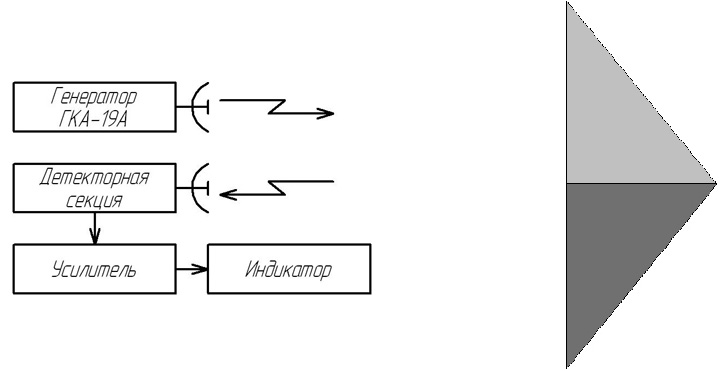 Генератор
ГКА-19А
Детекторная
секция
Усилитель
Индикатор